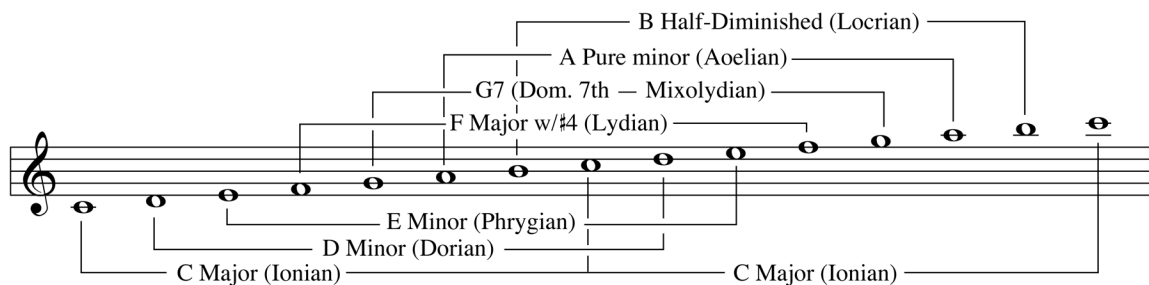 B Half-Diminished (Locrian)
A Pure minor (Aoelian)
G7 (Dom. 7th — Mixolydian)
F Major w/♯4 (Lydian)
E Minor (Phrygian)
D Minor (Dorian)
C Major (Ionian) C Major (Ionian)